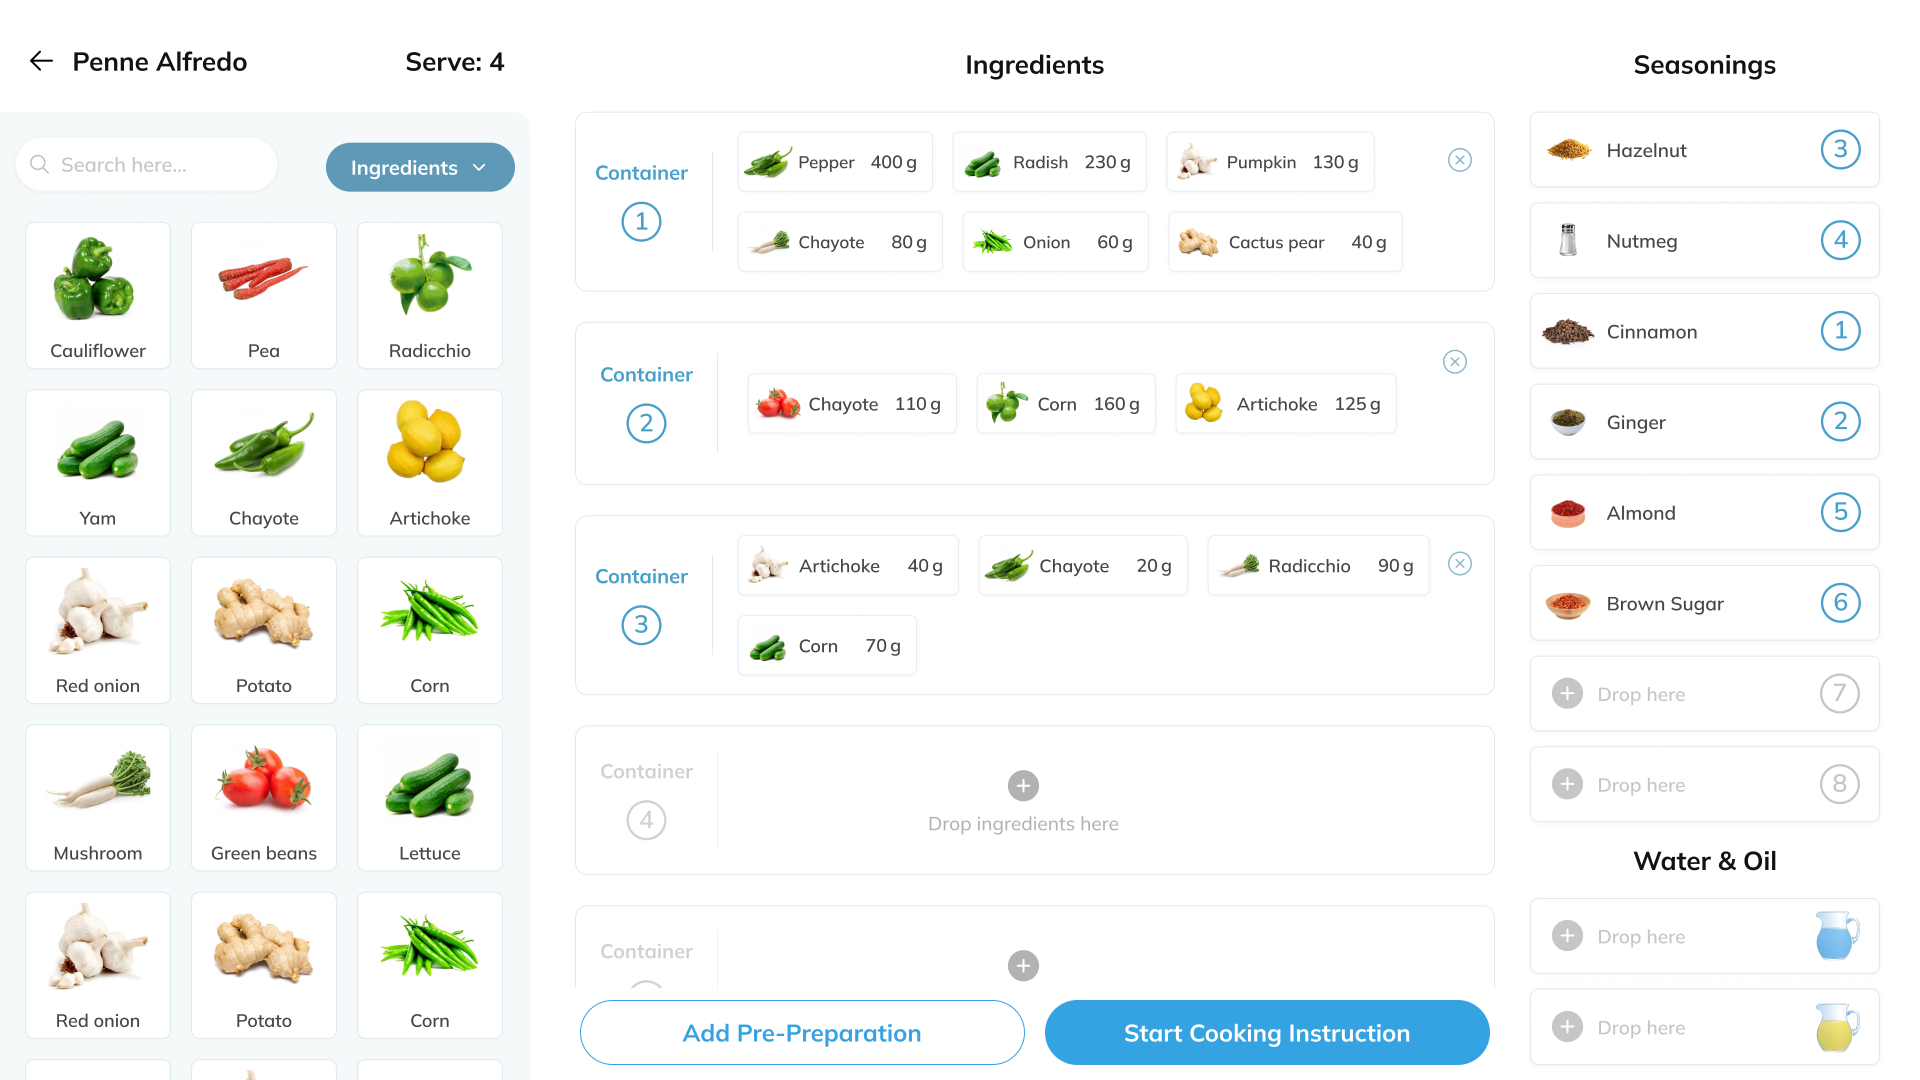 Penne Alfredo
Serve: 4
Search here...
Ingredients
Cauliflower
Pea
Radicchio
Yam
Chayote
Artichoke
Red onion
Potato
Corn
Mushroom
Green beans
Lettuce
Red onion
Potato
Corn
Ingredients
Container
1
Pepper 400 g
Radish 230 g
Pumpkin 130 g
Chayote 80 g
Onion 60 g
Cactus pear 40 g
Container
2
Chayote 110 g
Corn 160 g
Artichoke 125 g
Container
3
Artichoke 40 g
Chayote 20 g
Radicchio 90 g
Corn 70 g
Container
4
Drop ingredients here
Container
Add Pre-Preparation
Start Cooking Instruction
Seasonings
Hazelnut 3
Nutmeg 4
Cinnamon 1
Ginger 2
Almond 5
Brown Sugar 6
Drop here 7
Drop here 8
Water & Oil
Drop here
Drop here